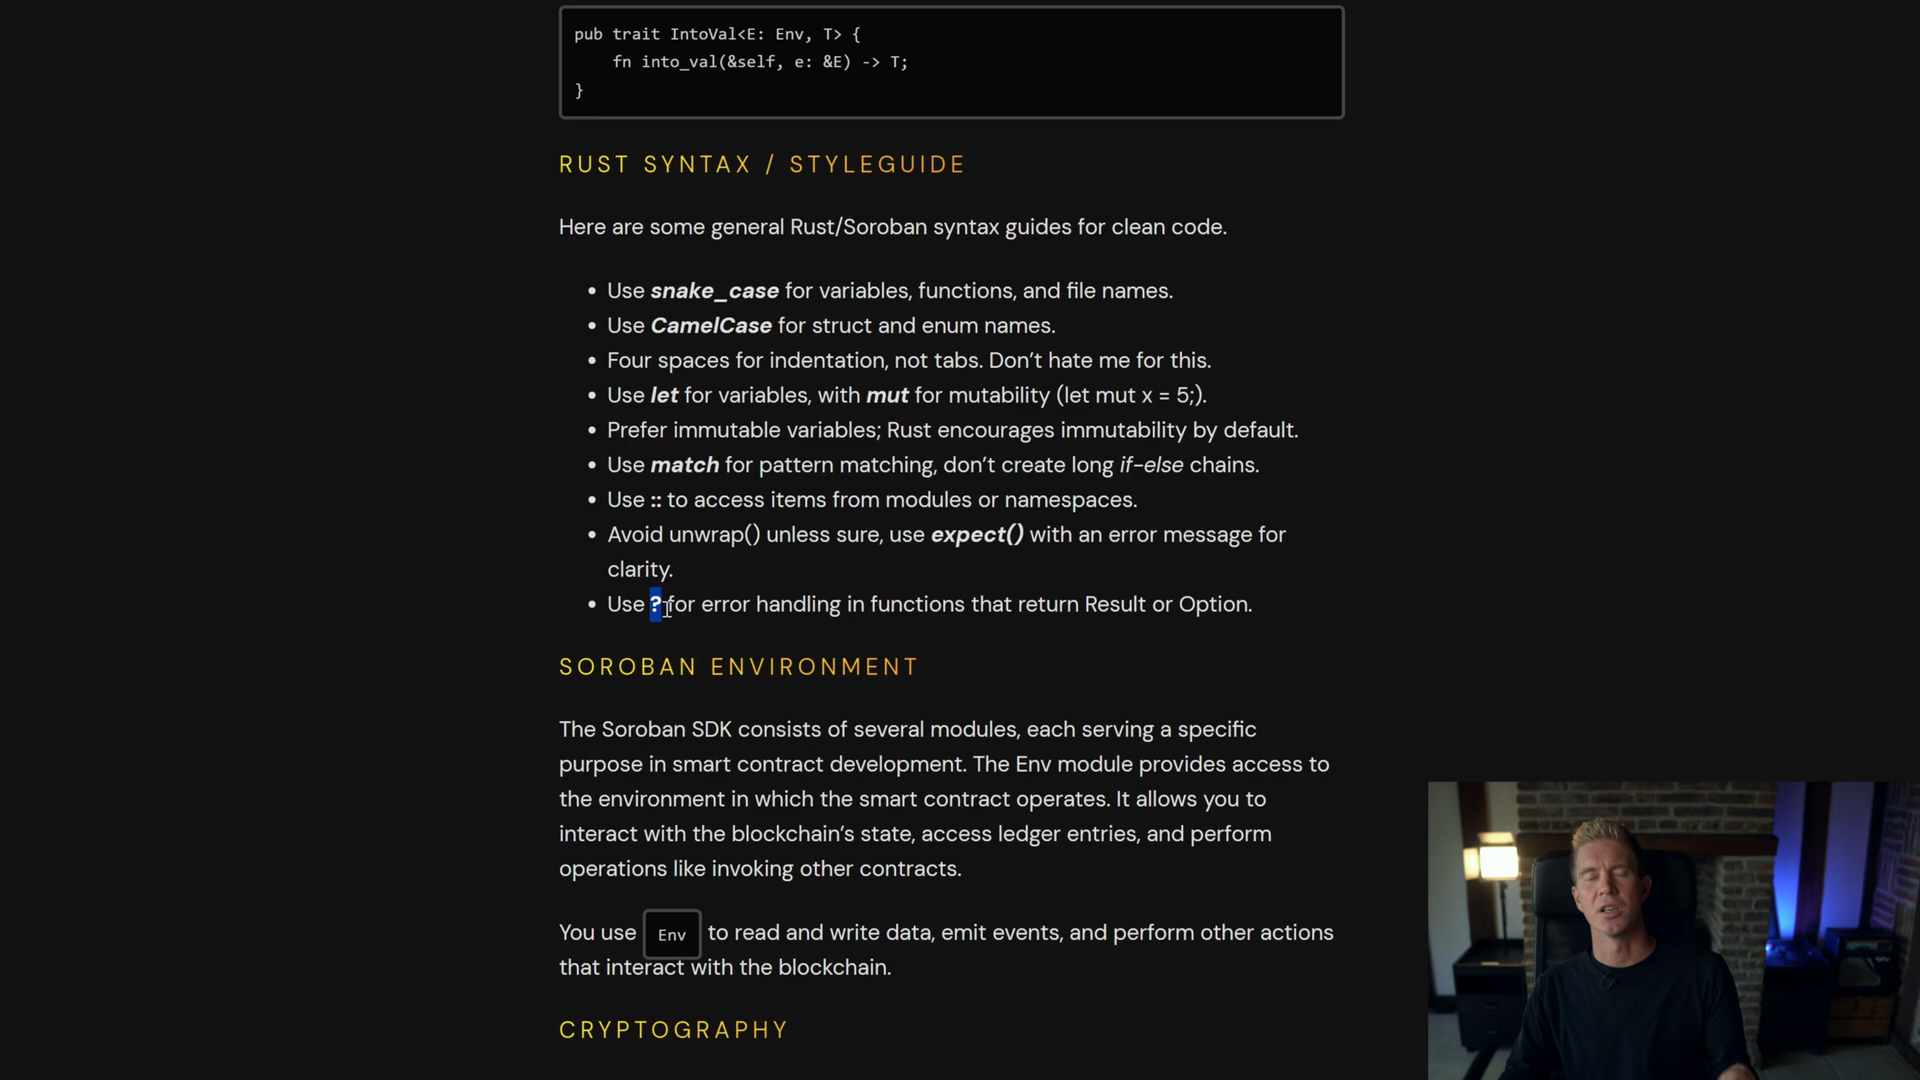 pub trait IntoVal<E: Env, T> {
    fn into_val(&self, e: &E) -> T;
}
RUST SYNTAX / STYLEGUIDE
Here are some general Rust/Soroban syntax guides for clean code.
• Use snake_case for variables, functions, and file names.
• Use CamelCase for struct and enum names.
• Four spaces for indentation, not tabs. Don’t hate me for this.
• Use let for variables, with mut for mutability (let mut x = 5;).
• Prefer immutable variables; Rust encourages immutability by default.
• Use match for pattern matching, don’t create long if-else chains.
• Use :: to access items from modules or namespaces.
• Avoid unwrap() unless sure, use expect() with an error message for
clarity.
• Use ? for error handling in functions that return Result or Option.
SOROBAN ENVIRONMENT
The Soroban SDK consists of several modules, each serving a specific
purpose in smart contract development. The Env module provides access to
the environment in which the smart contract operates. It allows you to
interact with the blockchain’s state, access ledger entries, and perform
operations like invoking other contracts.
You use Env to read and write data, emit events, and perform other actions
that interact with the blockchain.
CRYPTOGRAPHY